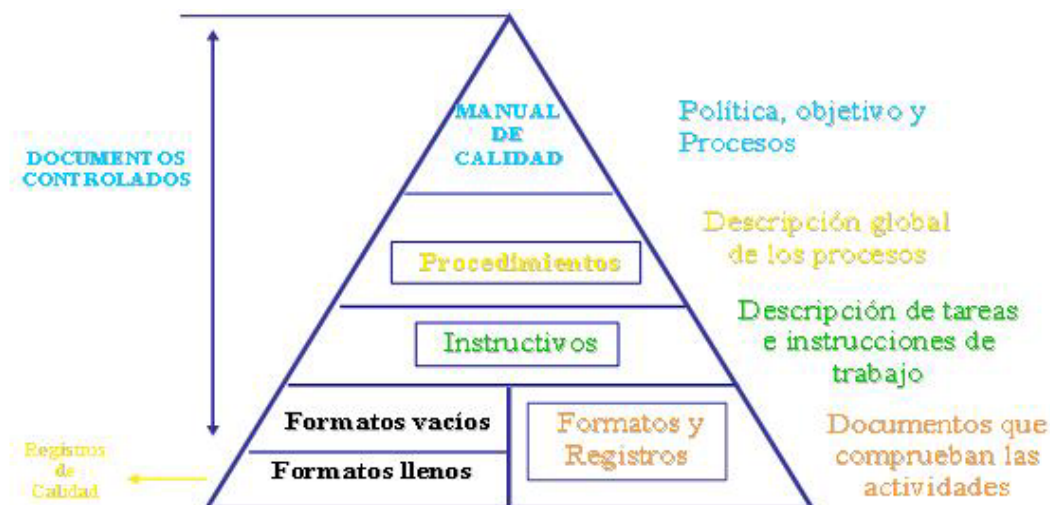 MANUAL
DE
CALIDAD
Política, objetivo y
Procesos
DOCUMENTOS
CONTROLADOS
Descripción global
de los procesos
Procedimientos
Descripción de tareas
e instrucciones de
trabajo
Instructivos
Formatos vacíos
Formatos llenos
Formatos y
Registros
Documentos que
comprueban las
actividades
Registros
de
Calidad